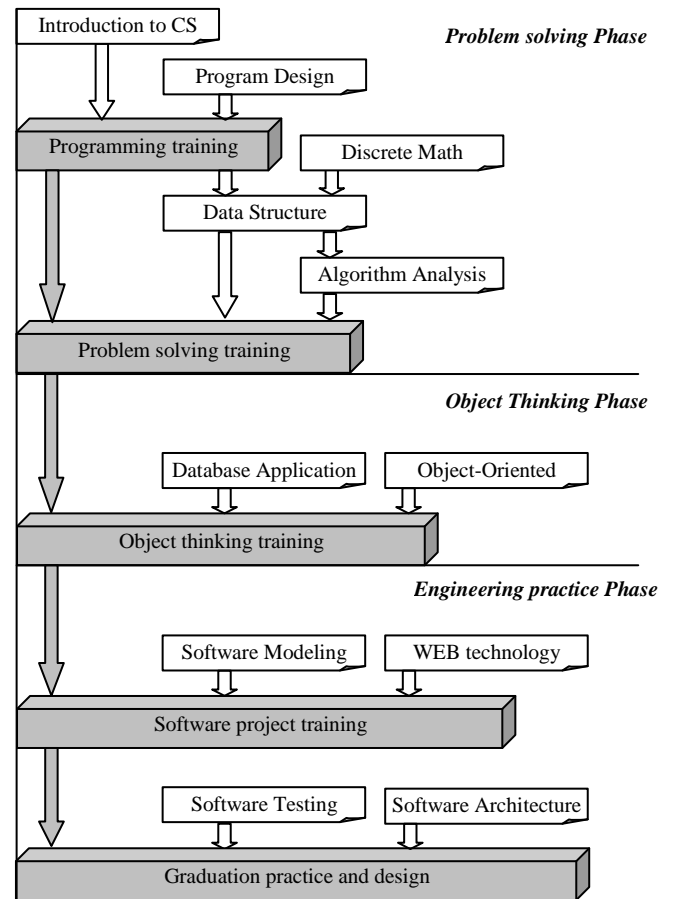 Introduction to CS
Problem solving Phase
Program Design
Programming training
Discrete Math
Data Structure
Algorithm Analysis
Problem solving training
Object Thinking Phase
Database Application
Object-Oriented
Object thinking training
Engineering practice Phase
Software Modeling
WEB technology
Software project training
Software Testing
Software Architecture
Graduation practice and design